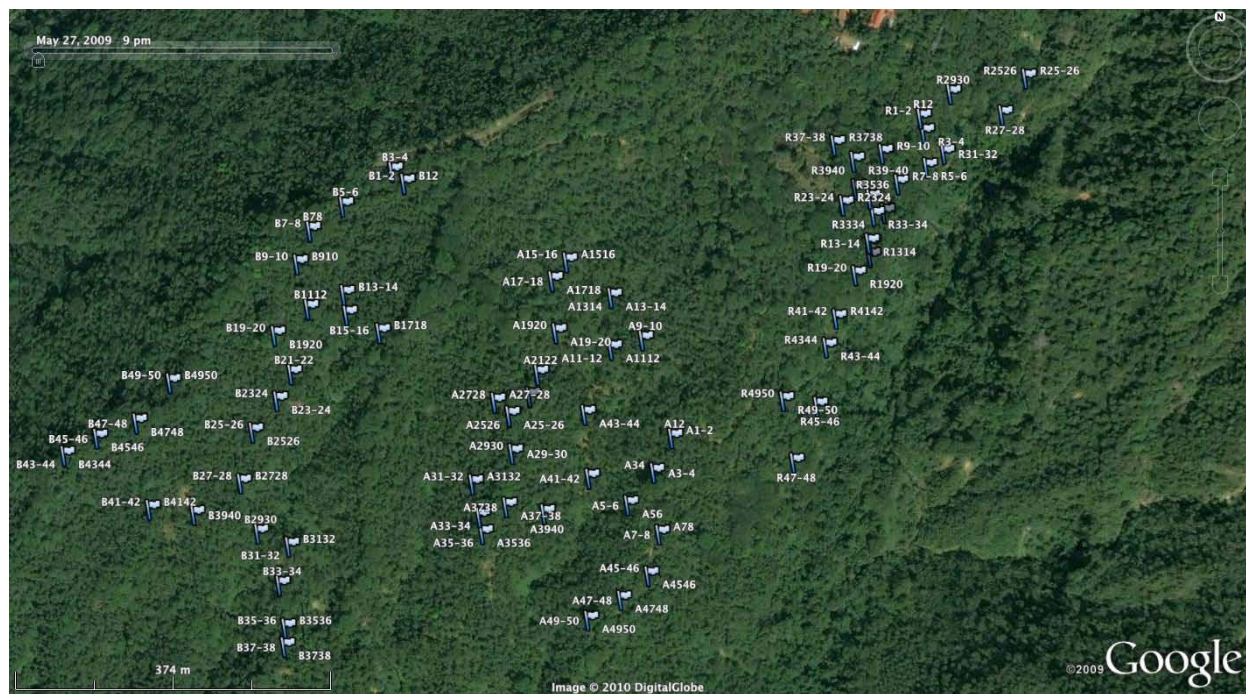 May 27, 2009 9 pm
N
R2526 R25-26
R2930
R1-2 R12
R27-28
R37-38 R3738
R9-10 R3-4
R31-32
R3940 R39-40 R7-8 R5-6
R3536
R23-24 R2324
R3334 R33-34
R13-14
R1314
R19-20
R1920
R41-42 R4142
R4344
R43-44
R4950
R49-50
R45-46
R47-48
B3-4
B1-2 B12
B5-6
B78
B7-8
B9-10 B910
B13-14
B1112
B15-16 B1718
B19-20
B1920
B21-22
B49-50 B4950
B2324
B23-24
B47-48
B4748
B25-26
B2526
B45-46
B4546
B43-44 B4344
B27-28 B2728
B41-42 B4142
B3940
B2930
B3132
B31-32
B33-34
B35-36 B3536
B37-38
B3738
A15-16 A1516
A17-18
A1718
A1314 A13-14
A1920
A9-10
A19-20
A11-12 A1112
A2122
A2728 A27-28
A2526 A25-26
A43-44
A12
A1-2
A2930
A29-30
A34
A3-4
A31-32 A3132
A41-42
A3738
A37-38
A5-6
A56
A33-34
A3940
A78
A7-8
A35-36 A3536
A45-46
A4546
A47-48
A4748
A49-50
A4950
374 m
Image © 2010 DigitalGlobe
©2009 Google